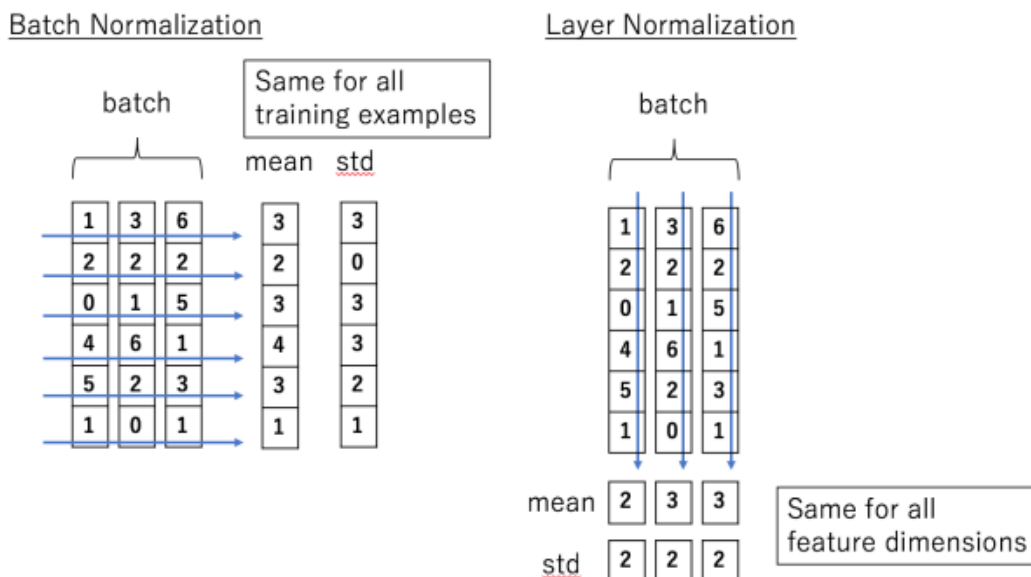 Batch Normalization
Same for all
training examples
batch
mean std
1 3 6 3 3
2 2 2 2 0
0 1 5 3 3
4 6 1 4 3
5 2 3 3 2
1 0 1 1 1
Layer Normalization
batch
1 3 6
2 2 2
0 1 5
4 6 1
5 2 3
1 0 1
mean 2 3 3
std 2 2 2
Same for all
feature dimensions